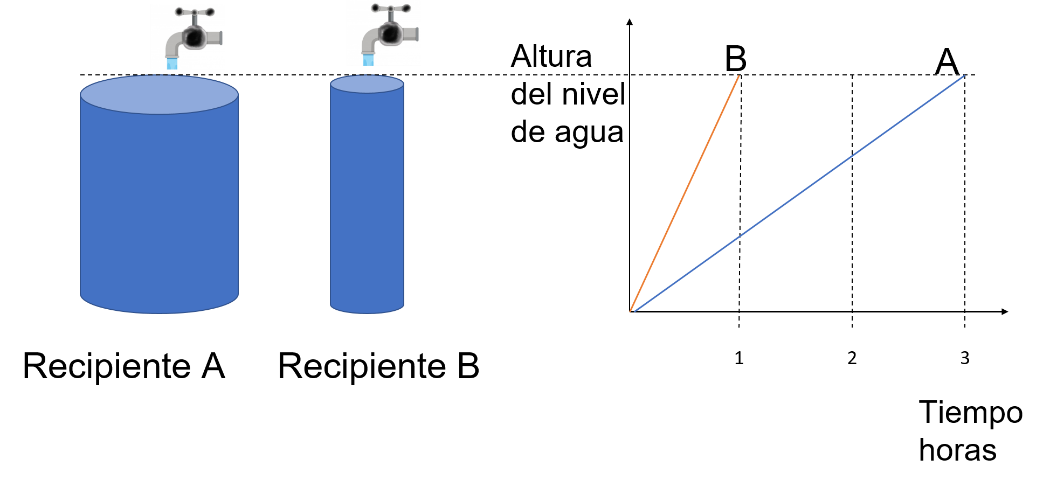 Altura
del nivel
de agua
B
A
1
2
3
Recipiente A
Recipiente B
Tiempo
horas